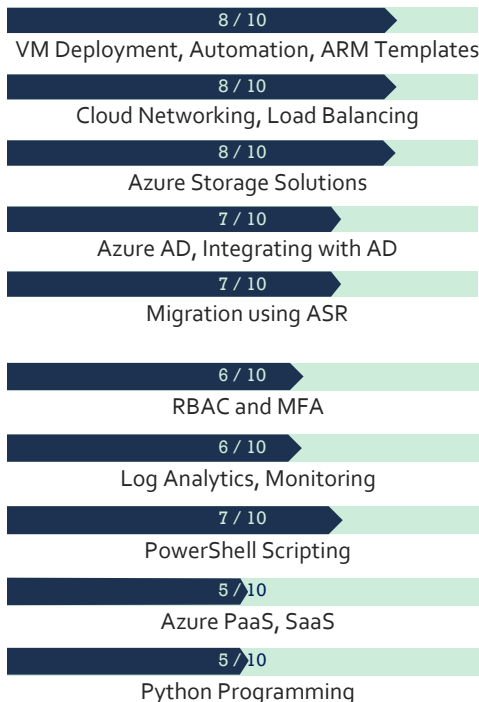 8 / 10
VM Deployment, Automation, ARM Templates
8 / 10
Cloud Networking, Load Balancing
8 / 10
Azure Storage Solutions
7 / 10
Azure AD, Integrating with AD
7 / 10
Migration using ASR
6 / 10
RBAC and MFA
6 / 10
Log Analytics, Monitoring
7 / 10
PowerShell Scripting
5 / 10
Azure PaaS, SaaS
5 / 10
Python Programming